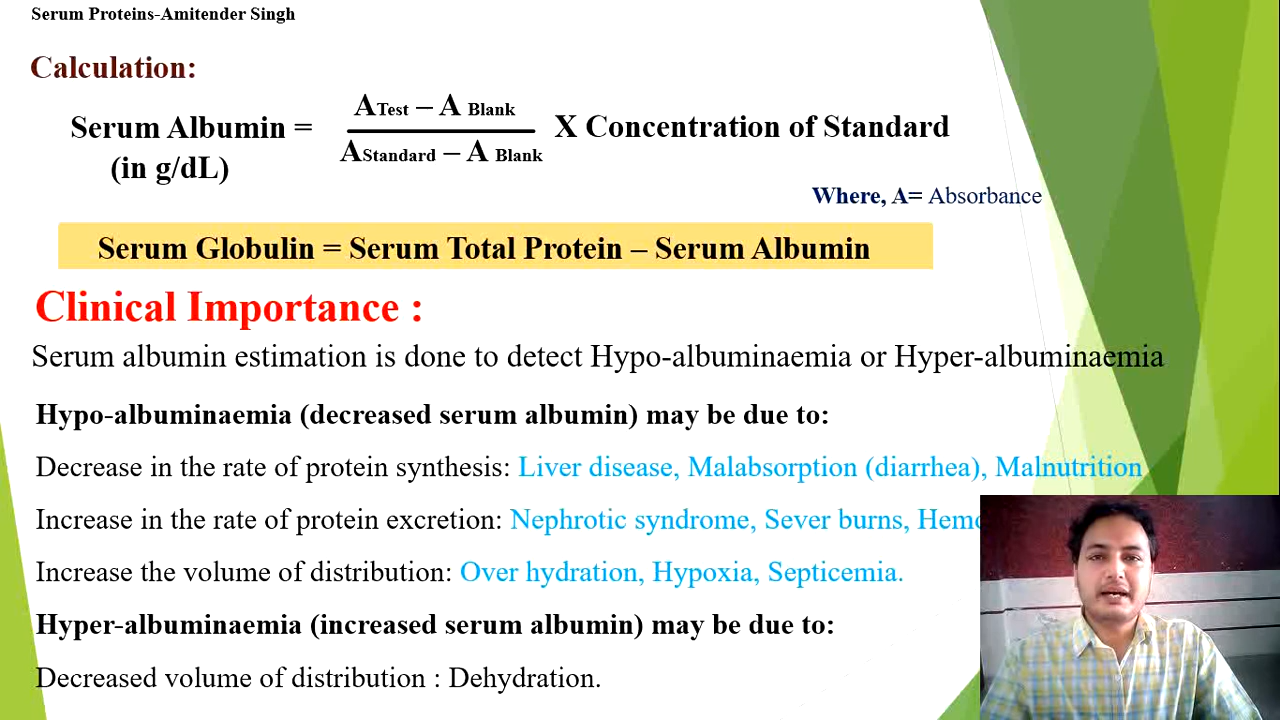 Serum Proteins-Amitender Singh
Calculation:
A Test – A Blank
Serum Albumin = X Concentration of Standard
A Standard – A Blank
(in g/dL)
Where, A= Absorbance
Serum Globulin = Serum Total Protein – Serum Albumin
Clinical Importance :
Serum albumin estimation is done to detect Hypo-albuminaemia or Hyper-albuminaemia
Hypo-albuminaemia (decreased serum albumin) may be due to:
Decrease in the rate of protein synthesis: Liver disease, Malabsorption (diarrhea), Malnutrition
Increase in the rate of protein excretion: Nephrotic syndrome, Sever burns,
Increase the volume of distribution: Over hydration, Hypoxia, Septicemia.
Hyper-albuminaemia (increased serum albumin) may be due to:
Decreased volume of distribution : Dehydration.